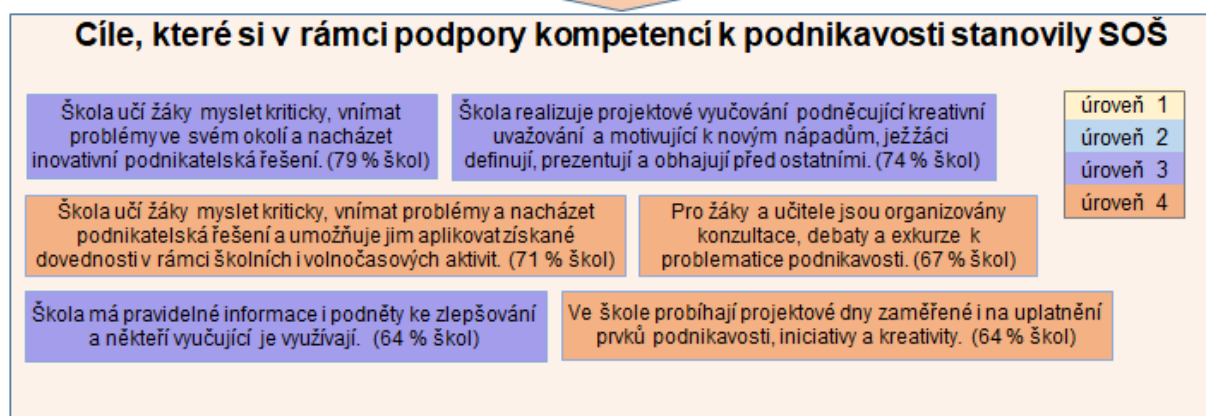 Cíle, které si v rámci podpory kompetencí k podnikavosti stanovily SOŠ
Škola učí žáky myslet kriticky, vnímat
problémy ve svém okolí a nacházet
inovativní podnikatelská řešení. (79 % škol)
Škola realizuje projektové vyučování podněcující kreativní
uvažování a motivující k novým nápadům, jež žáci
definují, prezentují a obhajují před ostatními. (74 % škol)
úroveň 1
úroveň 2
úroveň 3
úroveň 4
Škola učí žáky myslet kriticky, vnímat problémy a nacházet
podnikatelská řešení a umožňuje jim aplikovat získané
dovednosti v rámci školních i volnočasových aktivit. (71 % škol)
Pro žáky a učitele jsou organizovány
konzultace, debaty a exkurze k
problematice podnikavosti. (67 % škol)
Škola má pravidelné informace i podněty ke zlepšování
a někteří vyučující je využívají. (64 % škol)
Ve škole probíhají projektové dny zaměřené i na uplatnění
prvků podnikavosti, iniciativy a kreativity. (64 % škol)